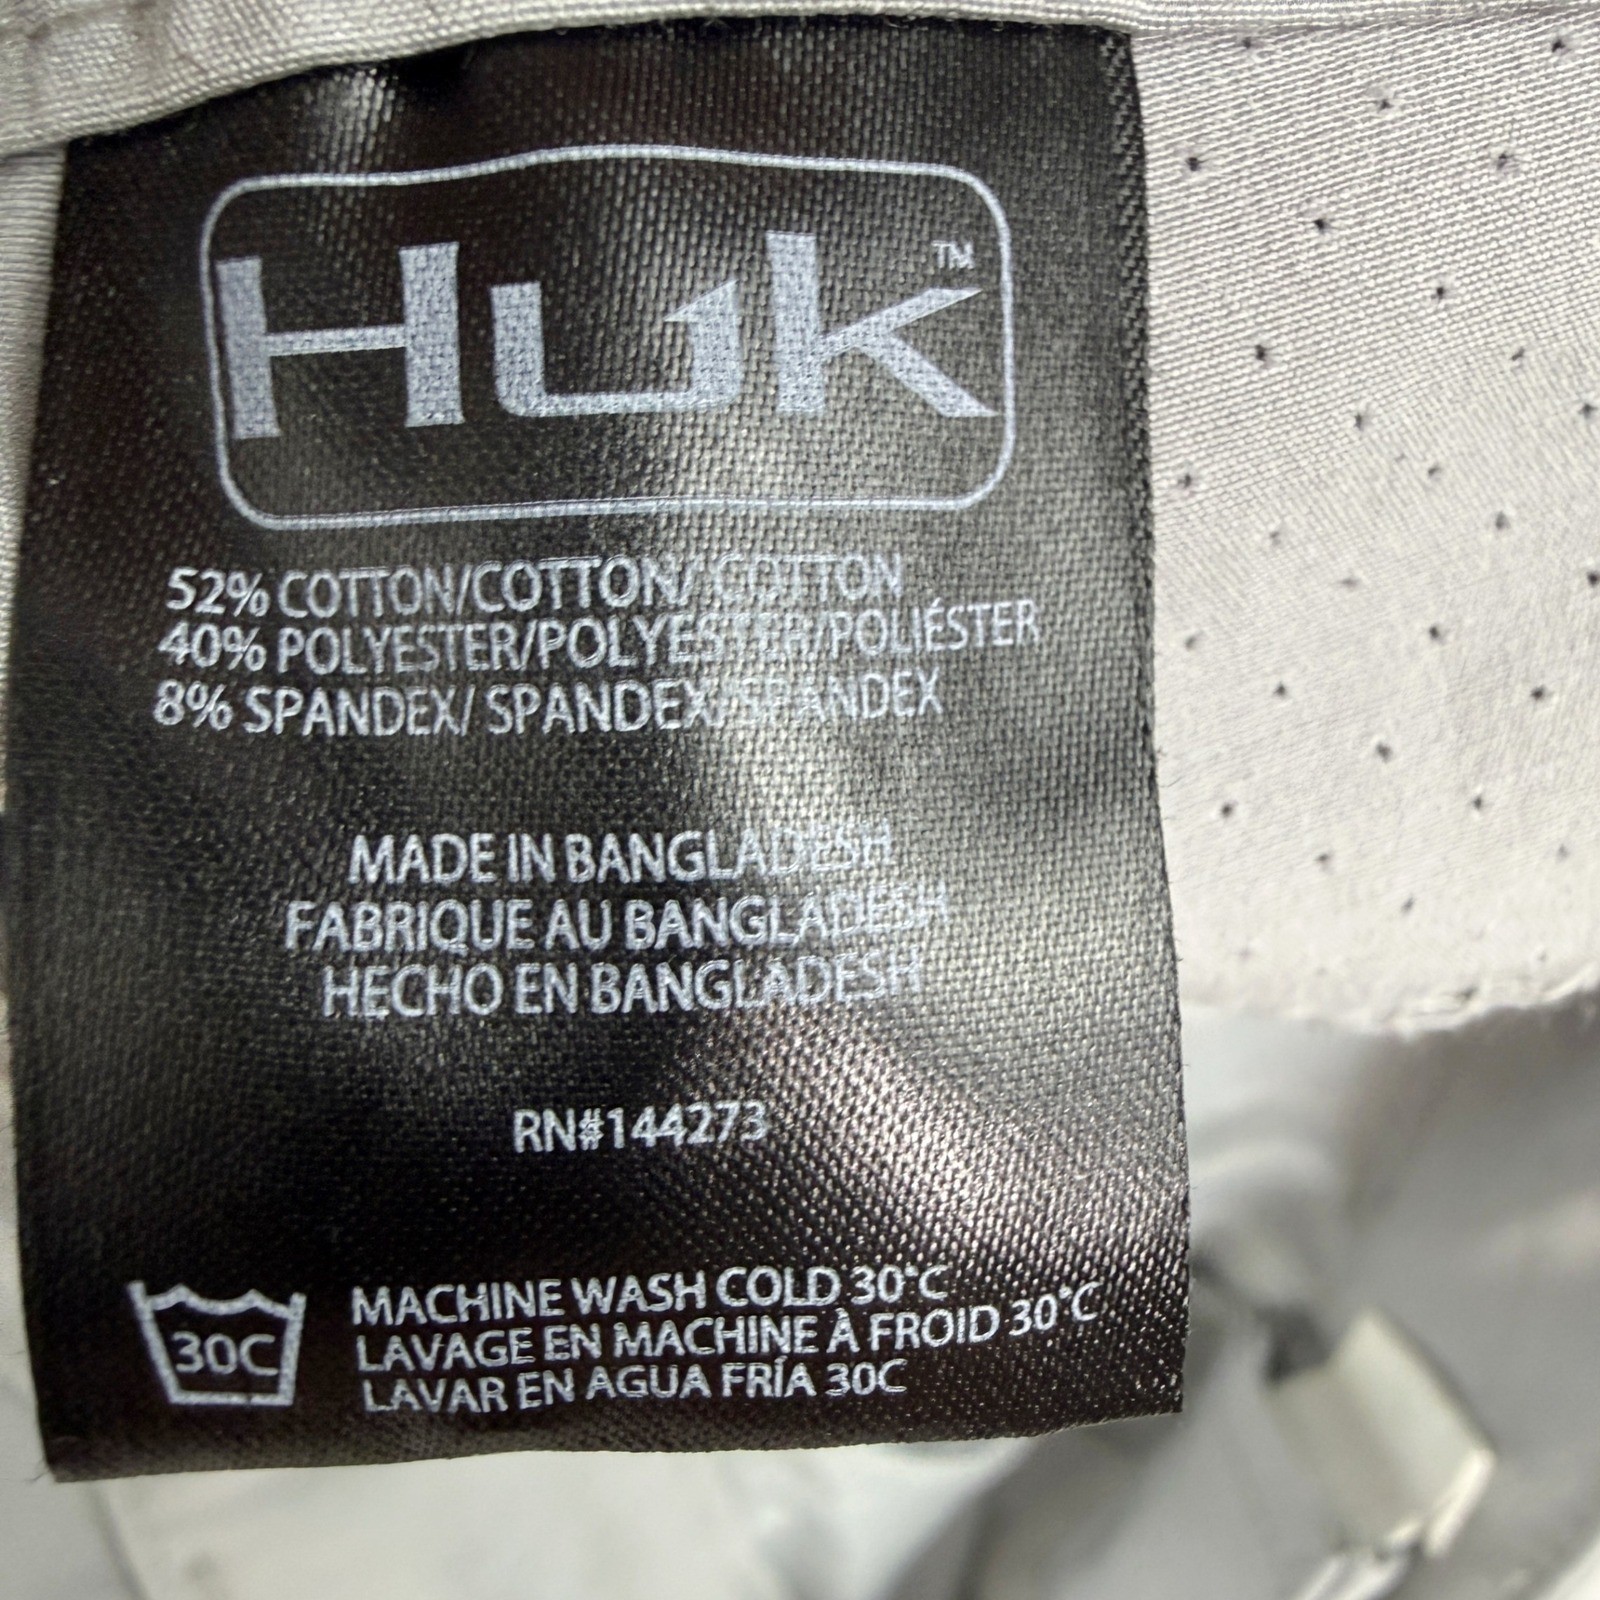 Huk™
52% COTTON/COTTON/ COTTON
40% POLYESTER/POLYESTER/POLIÉSTER
8% SPANDEX/ SPANDEX/SPANDEX
MADE IN BANGLADESH
FABRIQUE AU BANGLADESH
HECHO EN BANGLADESH
RN#144273
30C
MACHINE WASH COLD 30°C
LAVAGE EN MACHINE À FROID 30°C
LAVAR EN AGUA FRÍA 30C